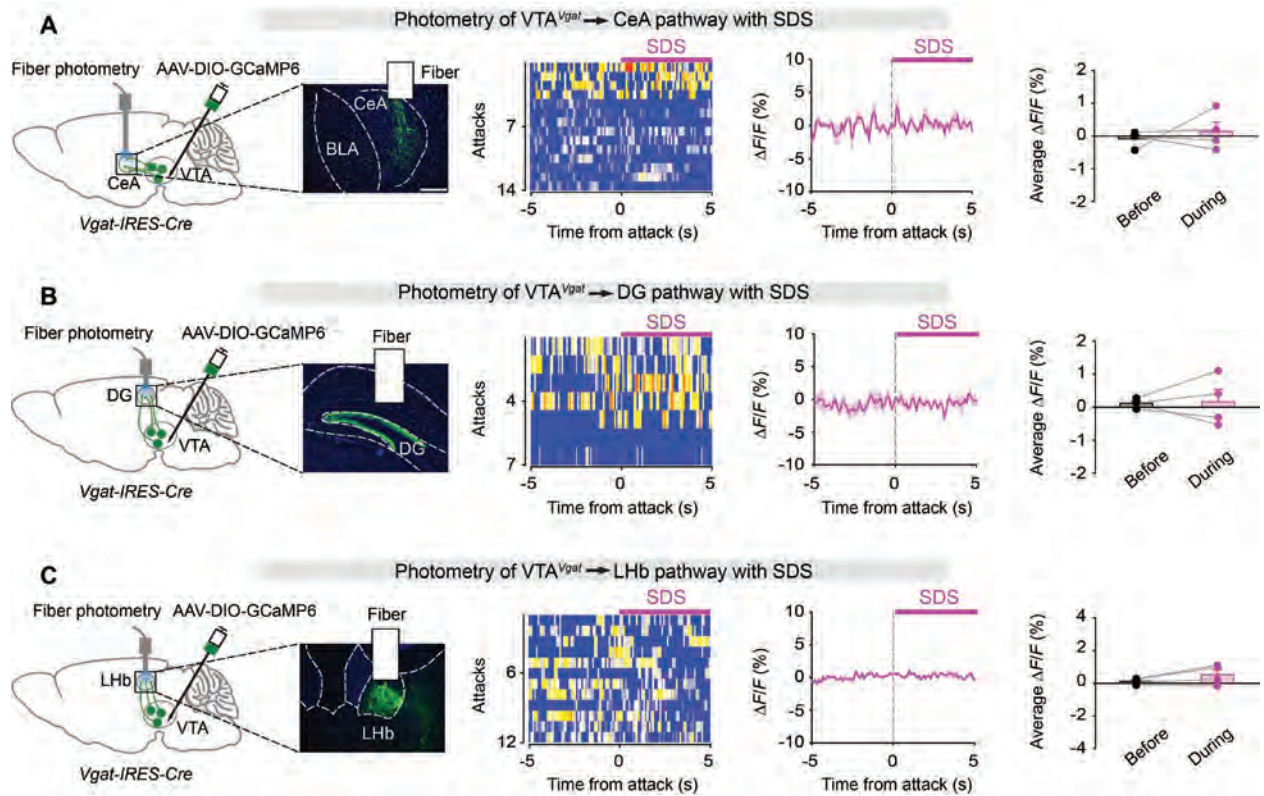 A
Photometry of VTAVgat → CeA pathway with SDS
Fiber photometry
AAV-DIO-GCaMP6
CeA
VTA
Vgat-IRES-Cre
Fiber
CeA
BLA
SDS
Attacks
7
14
-5
0
5
Time from attack (s)
SDS
ΔF/F (%)
10
5
0
-5
-10
-5
0
5
Time from attack (s)
Average ΔF/F (%)
2
1
0
-1
-2
Before
During
B
Photometry of VTAVgat → DG pathway with SDS
Fiber photometry
AAV-DIO-GCaMP6
DG
VTA
Vgat-IRES-Cre
Fiber
DG
SDS
Attacks
4
7
-5
0
5
Time from attack (s)
SDS
ΔF/F (%)
10
5
0
-5
-10
-5
0
5
Time from attack (s)
Average ΔF/F (%)
2
1
0
-1
-2
Before
During
C
Photometry of VTAVgat → LHb pathway with SDS
Fiber photometry
AAV-DIO-GCaMP6
LHb
VTA
Vgat-IRES-Cre
Fiber
LHb
SDS
Attacks
6
12
-5
0
5
Time from attack (s)
SDS
ΔF/F (%)
10
5
0
-5
-10
-5
0
5
Time from attack (s)
Average ΔF/F (%)
4
2
0
-2
-4
Before
During